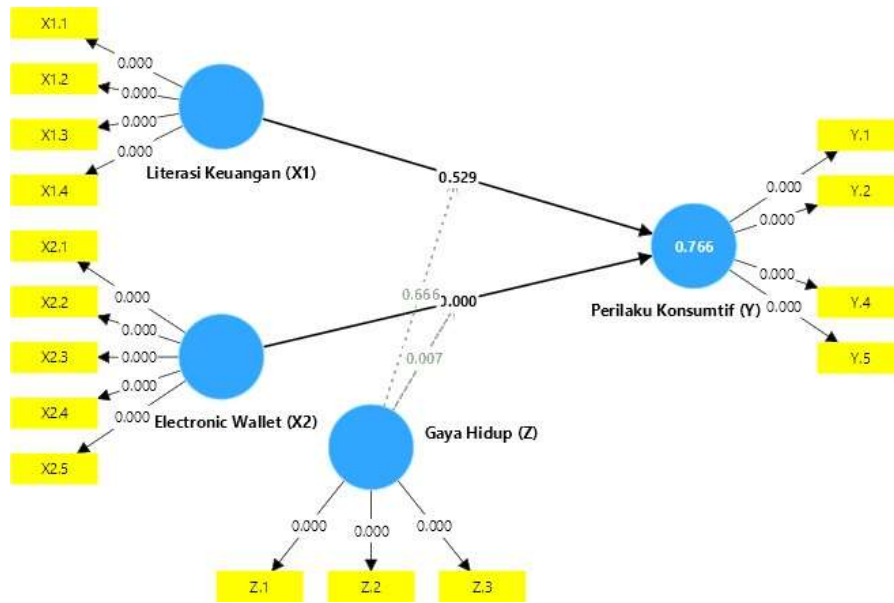 X1.1
0.000
X1.2
0.000
X1.3
0.000
X1.4
0.000
Literasi Keuangan (X1)
X2.1
0.000
X2.2
0.000
X2.3
0.000
X2.4
0.000
X2.5
0.000
Electronic Wallet (X2)
0.529
0.666
0.000
0.007
Gaya Hidup (Z)
0.000
0.000
0.000
Z.1
Z.2
Z.3
0.766
Perilaku Konsumtif (Y)
0.000
Y.1
0.000
Y.2
0.000
Y.4
0.000
Y.5